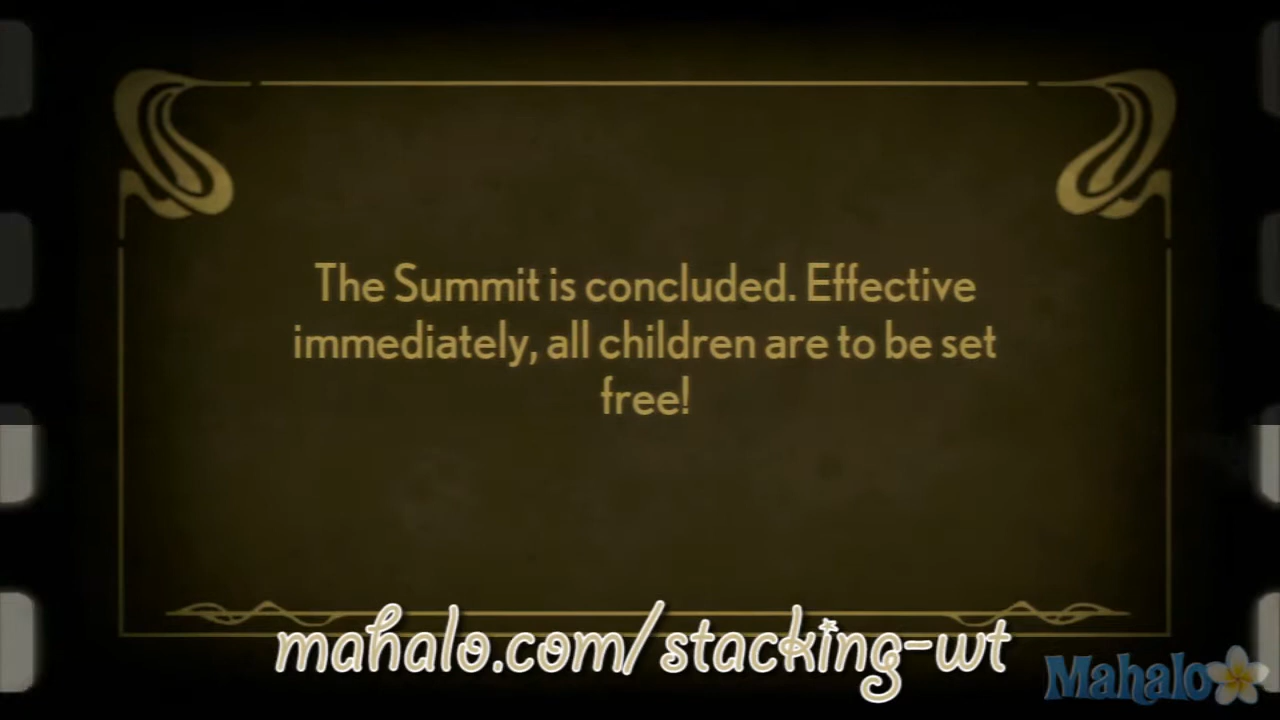 The Summit is concluded. Effective
immediately, all children are to be set
free!
mahalo.com/stacking-wt
Mahalo